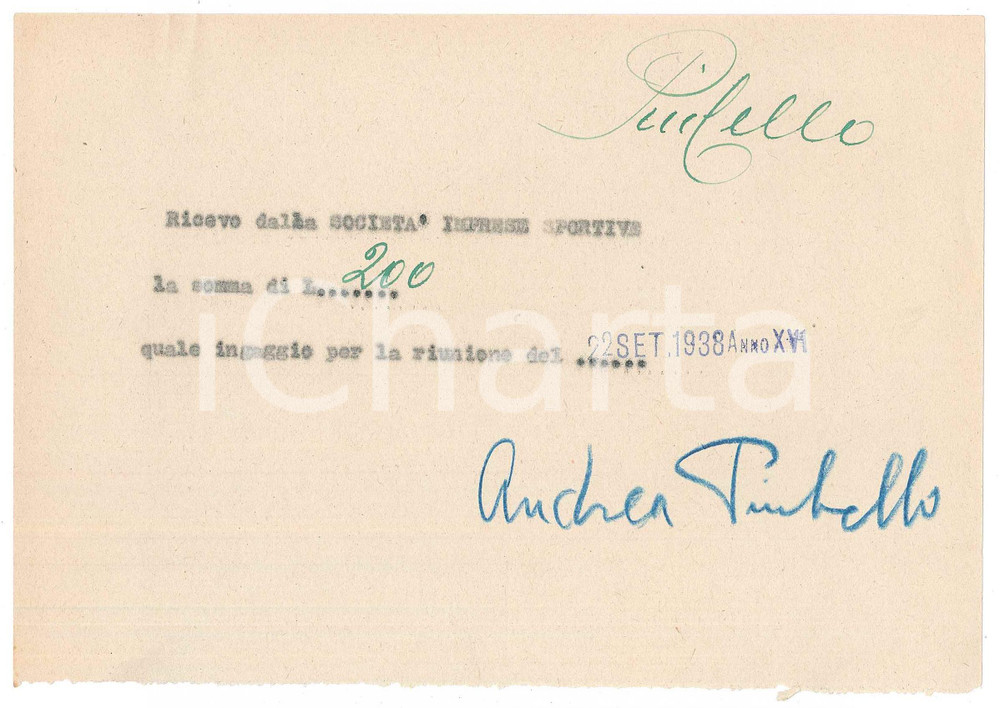 Pintello
Ricevo dalla SOCIETA' IMPRESE SPORTIVE
la somma di L....... 200
quale ingaggio per la riunione del ...... 22 SET. 1938 ANNO XVI
iCharta
Andrea Pintello